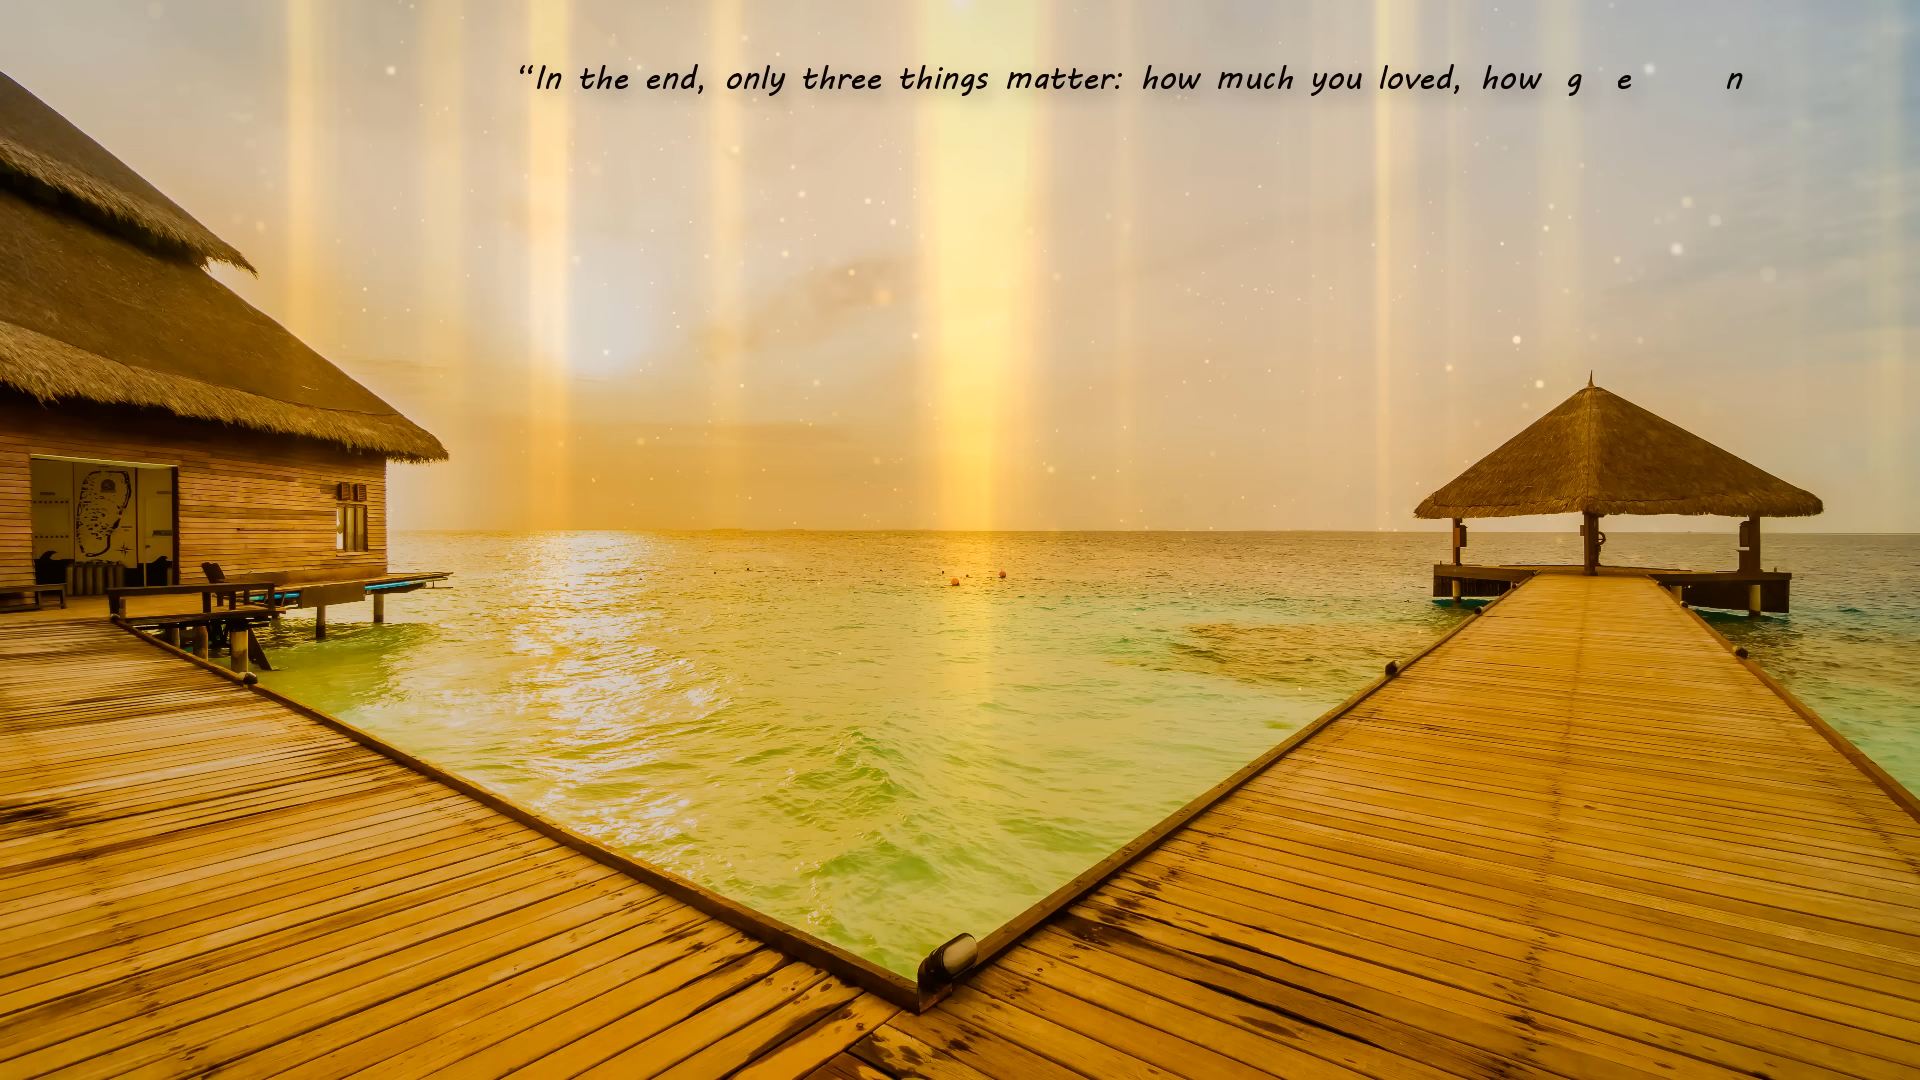 “In the end, only three things matter: how much you loved, how g e n